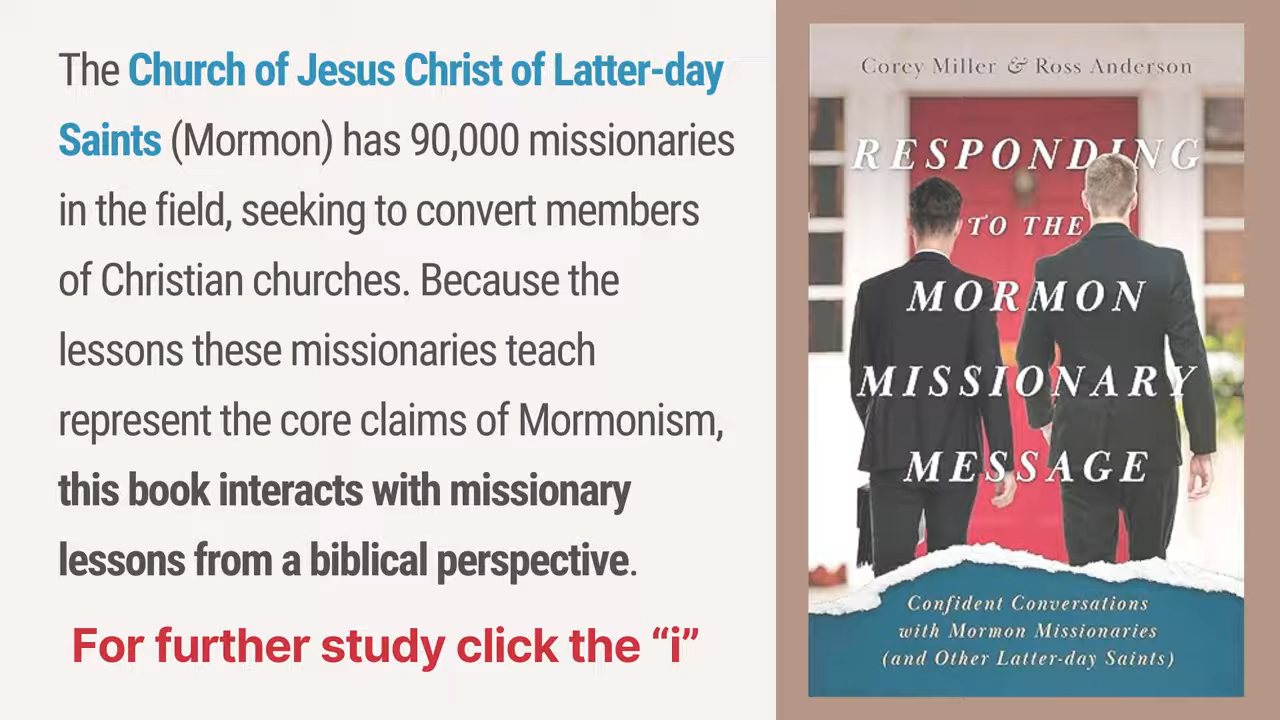 The Church of Jesus Christ of Latter-day
Saints (Mormon) has 90,000 missionaries
in the field, seeking to convert members
of Christian churches. Because the
lessons these missionaries teach
represent the core claims of Mormonism,
this book interacts with missionary
lessons from a biblical perspective.
For further study click the “i”
Corey Miller & Ross Anderson
RESPONDING
TO THE
MORMON
MISSIONARY
MESSAGE
Confident Conversations
with Mormon Missionaries
(and Other Latter-day Saints)